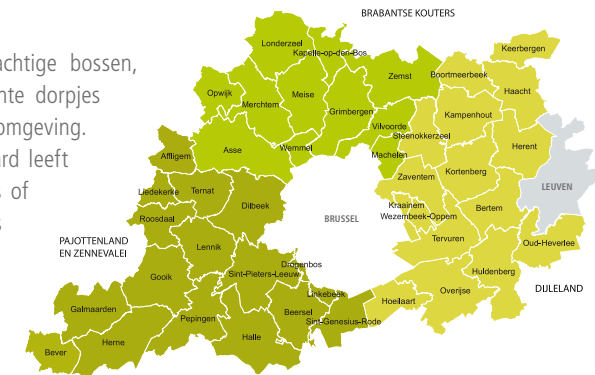 BRABANTSE KOUTERS
achtige bossen,
nte dorpjes
omgeving.
ard leeft
of
Londerzeel
Kapelle-op-den-Bos
Keerbergen
Zemst
Boortmeerbeek
Haacht
Opwijk
Meise
Merchtem
Grimbergen
Kampenhout
Vilvoorde
Steenokkerzeel
Herent
Asse
Wemmel
Machelen
Affligem
Zaventem
Kortenberg
LEUVEN
Liedekerke
Ternat
Dilbeek
Kraainem
Wezembeek-Oppem
Bertem
Roosdaal
BRUSSEL
PAJOTTENLAND
EN ZENNEVALEI
Lennik
Tervuren
Oud-Heverlee
Drogenbos
Gooik
Sint-Pieters-Leeuw
Huldenberg
Linkebeek
Hoeilaart
Overijse
DIJLELAND
Galmaarden
Pepingen
Beersel
Sint-Genesius-Rode
Halle
Herne
Bever